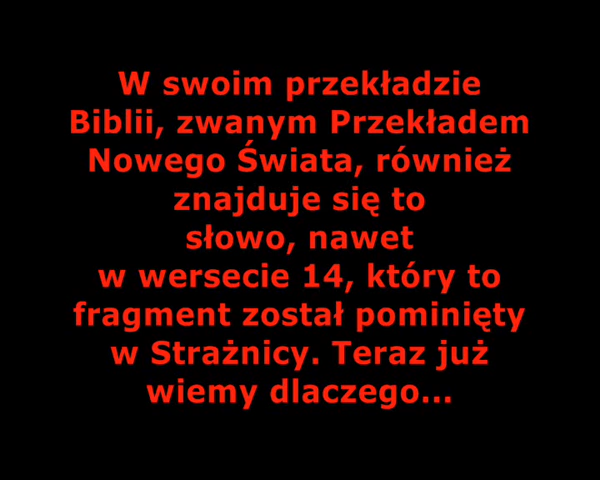 W swoim przekładzie
Biblii, zwanym Przekładem
Nowego Świata, również
znajduje się to
słowo, nawet
w wersecie 14, który to
fragment został pominięty
w Strażnicy. Teraz już
wiemy dlaczego...